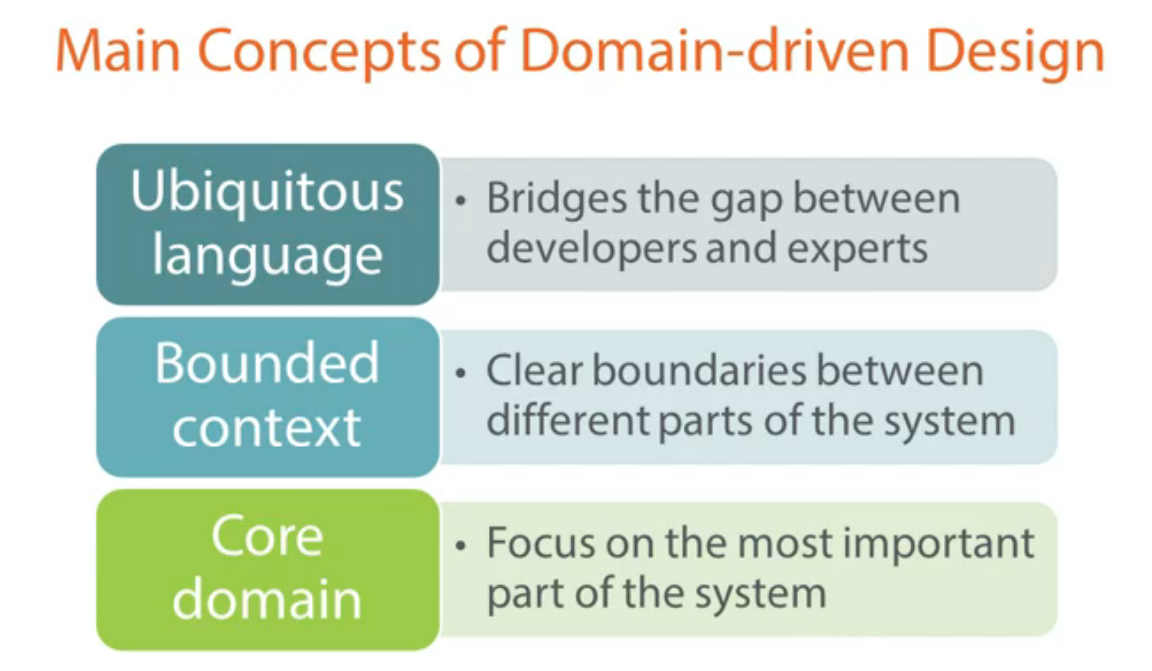 Main Concepts of Domain-driven Design
Ubiquitous
language
• Bridges the gap between
developers and experts
Bounded
context
• Clear boundaries between
different parts of the system
Core
domain
• Focus on the most important
part of the system